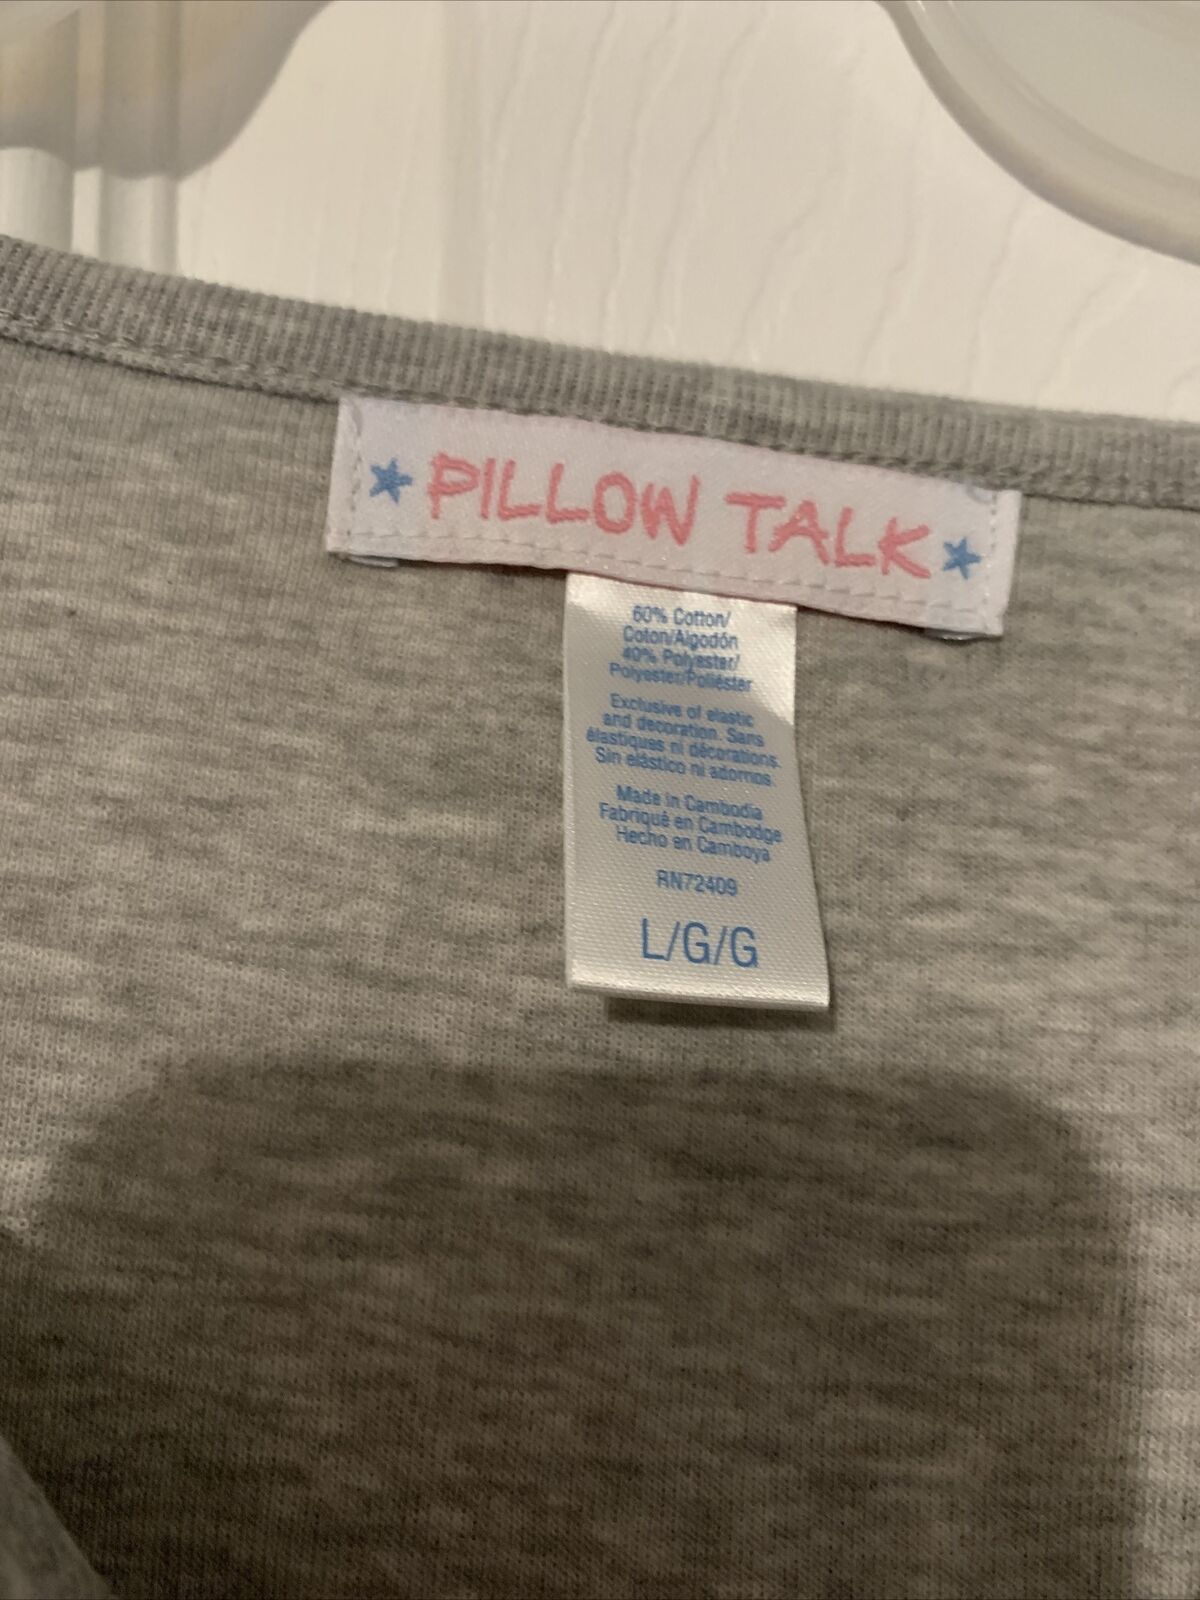 PILLOW TALK
60% Cotton/
Coton/Algodón
40% Polyester/
Polyester/Poliéster
Exclusive of elastic
and decoration. Sans
élastiques ni décorations.
Sin elástico ni adornos.
Made in Cambodia
Fabriqué en Cambodge
Hecho en Camboya
RN72409
L/G/G